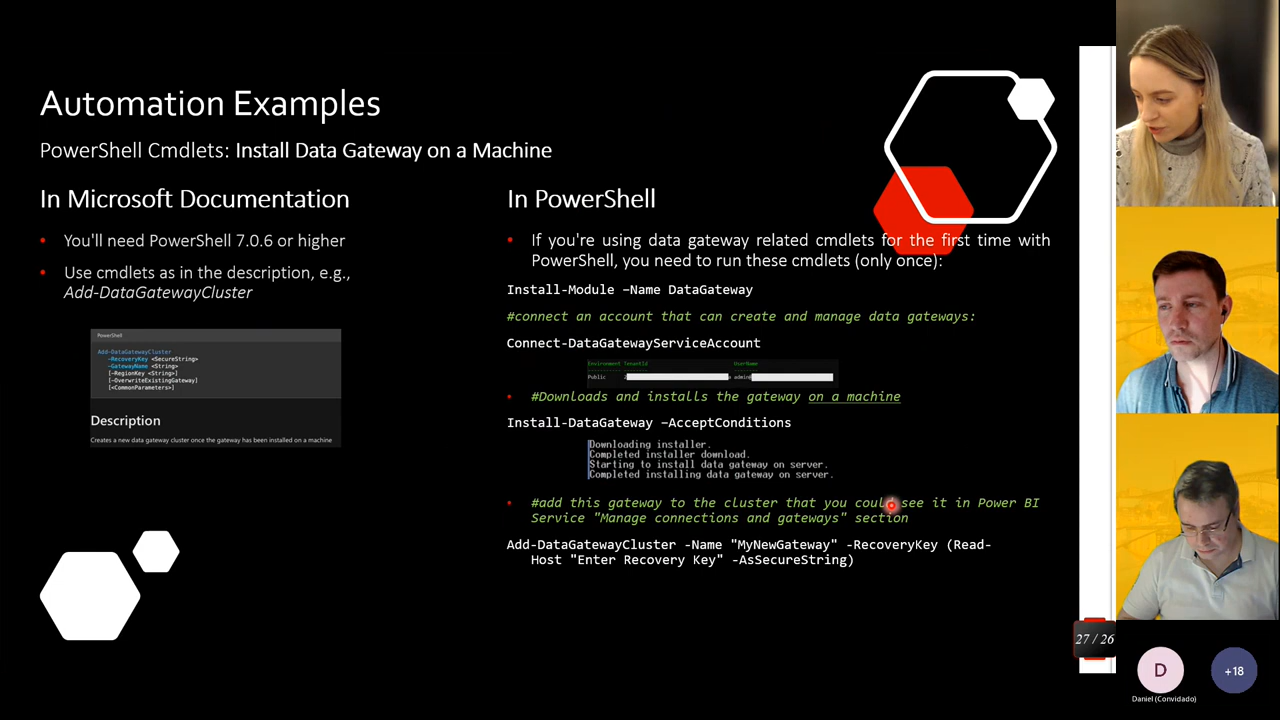 Automation Examples
PowerShell Cmdlets: Install Data Gateway on a Machine
In Microsoft Documentation
• You'll need PowerShell 7.0.6 or higher
• Use cmdlets as in the description, e.g.,
Add-DataGatewayCluster
PowerShell
Add-DataGatewayCluster
-RecoveryKey <SecureString>
-GatewayName <String>
[-RegionKey <String>]
[-OverwriteExistingGateway]
[<CommonParameters>]
Description
Creates a new data gateway cluster once the gateway has been installed on a machine
In PowerShell
• If you're using data gateway related cmdlets for the first time with
PowerShell, you need to run these cmdlets (only once):
Install-Module –Name DataGateway
#connect an account that can create and manage data gateways:
Connect-DataGatewayServiceAccount
Environment TenantId UserName
Public admin@
• #Downloads and installs the gateway on a machine
Install-DataGateway –AcceptConditions
Downloading installer.
Completed installer download.
Starting to install data gateway on server.
Completed installing data gateway on server.
• #add this gateway to the cluster that you could see it in Power BI
Service "Manage connections and gateways" section
Add-DataGatewayCluster -Name "MyNewGateway" -RecoveryKey (Read-
Host "Enter Recovery Key" -AsSecureString)
27 / 26
D
+18
Daniel (Convidado)